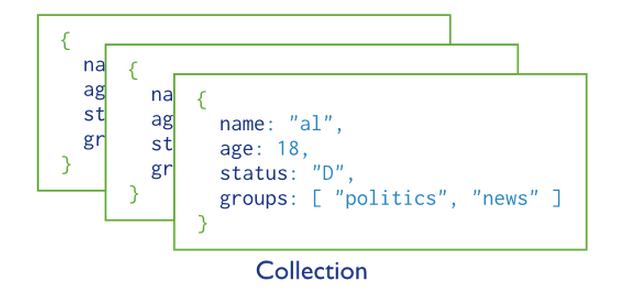 {
na
ag
st
gr
}
{
na
ag
st
gr
}
{
name: "al",
age: 18,
status: "D",
groups: [ "politics", "news" ]
}
Collection